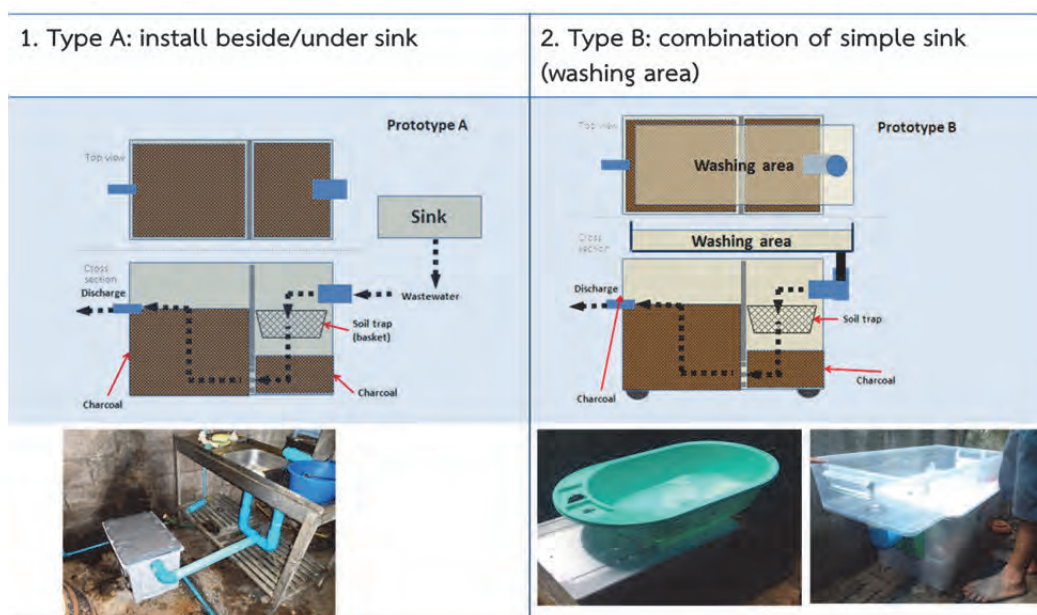 1. Type A: install beside/under sink
2. Type B: combination of simple sink
(washing area)
Prototype A
Top view
Sink
Cross
section
Discharge
Wastewater
Soil trap
(basket)
Charcoal
Charcoal
Prototype B
Top view
Washing area
Cross
section
Washing area
Discharge
Soil trap
Charcoal
Charcoal